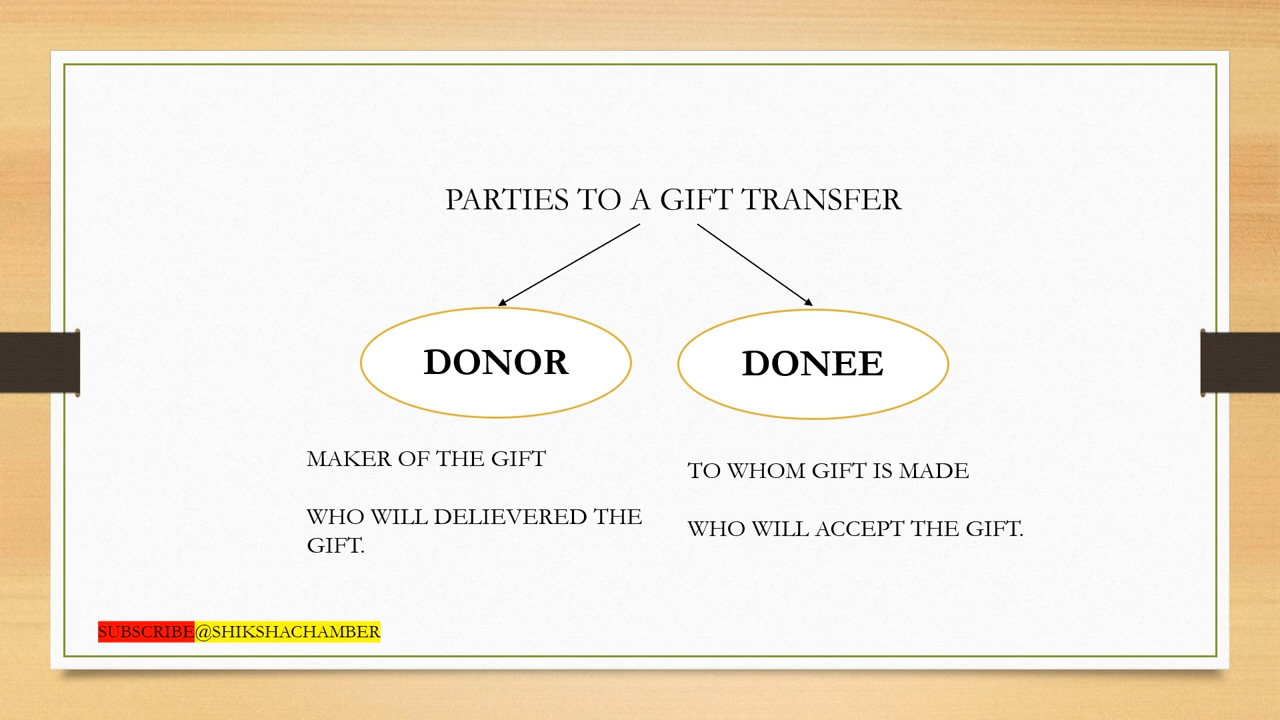 PARTIES TO A GIFT TRANSFER
DONOR
DONEE
MAKER OF THE GIFT
WHO WILL DELIEVERED THE
GIFT.
TO WHOM GIFT IS MADE
WHO WILL ACCEPT THE GIFT.
SUBSCRIBE@SHIKSHACHAMBER